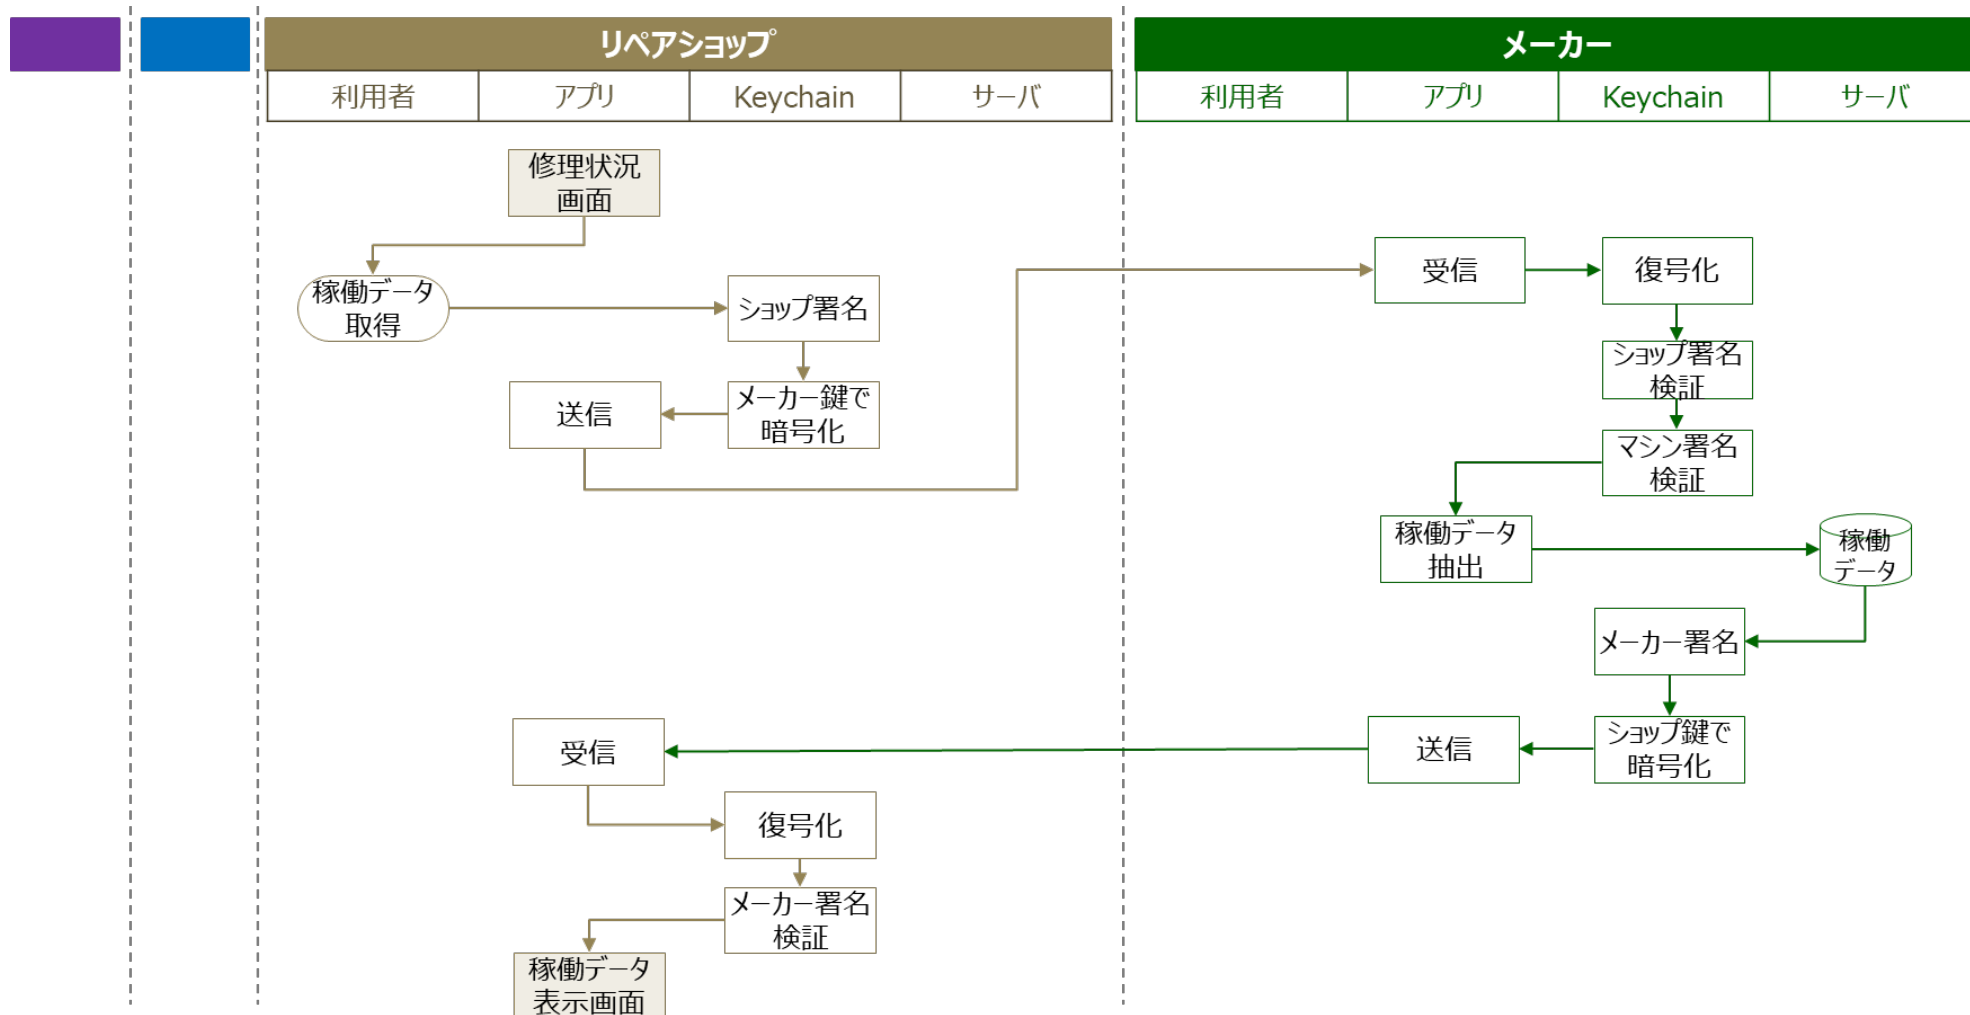 リペアショップ
メーカー
利用者
アプリ
Keychain
サーバ
利用者
アプリ
Keychain
サーバ
修理状況
画面
稼働データ
取得
ショップ署名
メーカー鍵で
暗号化
送信
受信
復号化
ショップ署名
検証
マシン署名
検証
稼働データ
抽出
稼働
データ
メーカー署名
ショップ鍵で
暗号化
送信
受信
復号化
メーカー署名
検証
稼働データ
表示画面